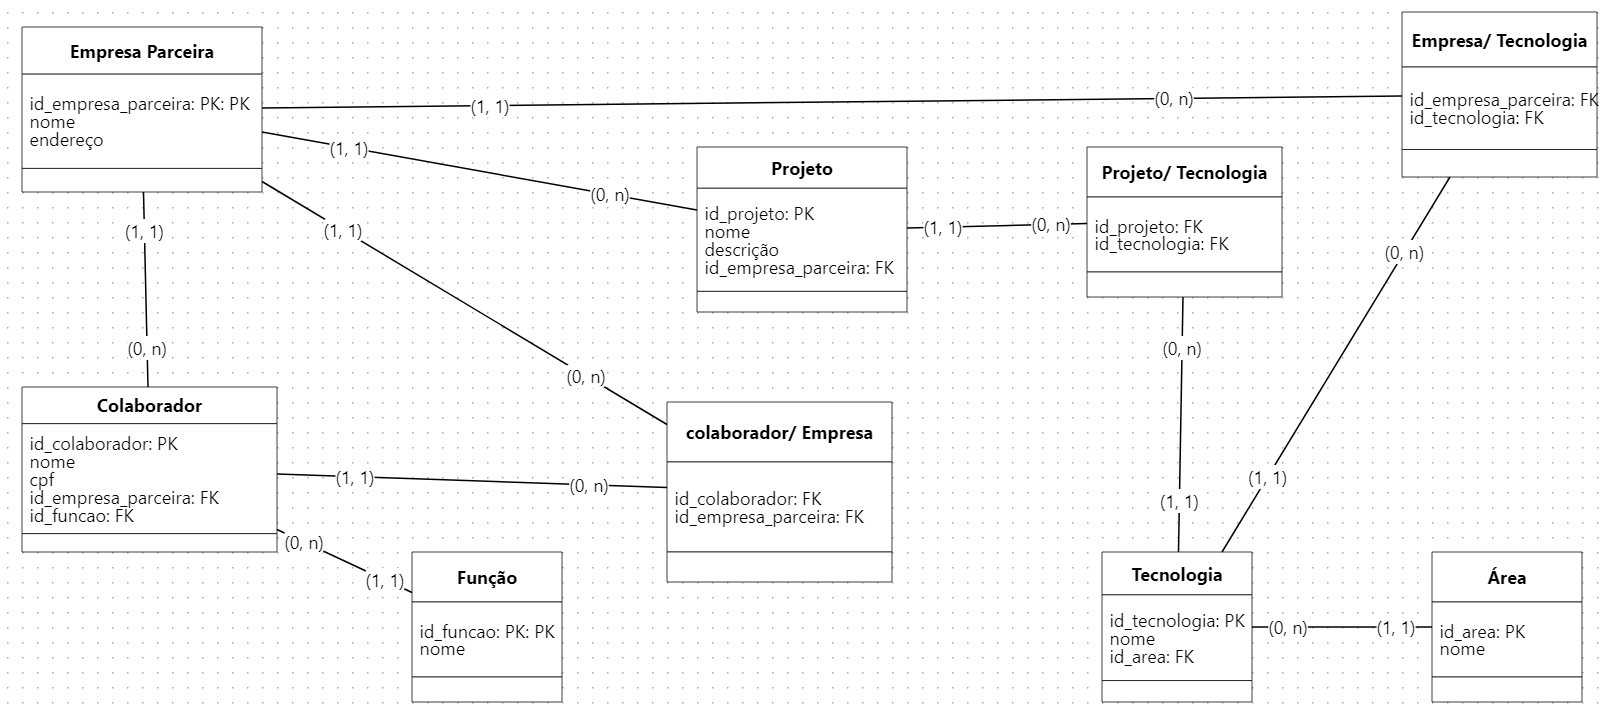 Empresa Parceira
id_empresa_parceira: PK: PK
nome
endereço
Empresa/ Tecnologia
id_empresa_parceira: FK
id_tecnologia: FK
(1, 1)
(0, n)
(1, 1)
(0, n)
Projeto
id_projeto: PK
nome
descrição
id_empresa_parceira: FK
Projeto/ Tecnologia
id_projeto: FK
id_tecnologia: FK
(1, 1)
(0, n)
(1, 1)
(1, 1)
(0, n)
(0, n)
(0, n)
(0, n)
Colaborador
id_colaborador: PK
nome
cpf
id_empresa_parceira: FK
id_funcao: FK
colaborador/ Empresa
id_colaborador: FK
id_empresa_parceira: FK
(1, 1)
(0, n)
(1, 1)
(1, 1)
(0, n)
(1, 1)
Função
id_funcao: PK: PK
nome
Tecnologia
id_tecnologia: PK
nome
id_area: FK
(0, n)
(1, 1)
Área
id_area: PK
nome